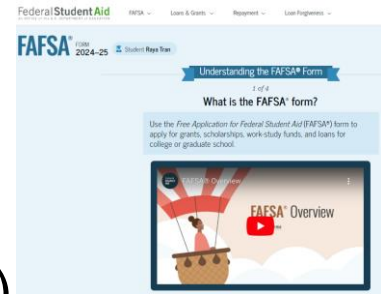 Federal Student Aid
FAFSA Loans & Grants Repayment Loan Forgiveness
FAFSA® FORM 2024–25 Student Raya Tran
Understanding the FAFSA® Form
1 of 4
What is the FAFSA® form?
Use the Free Application for Federal Student Aid (FAFSA®) form to
apply for grants, scholarships, work-study funds, and loans for
college or graduate school.
FAFSA® Overview
FAFSA® Overview
)